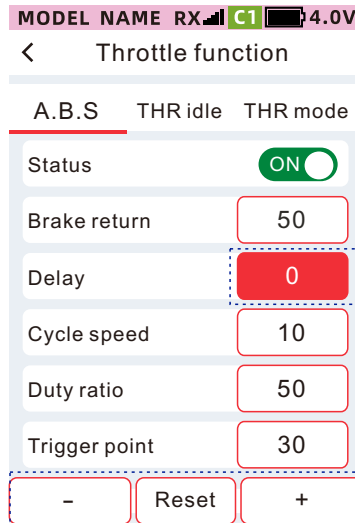 MODEL NAME RX C1 4.0V
< Throttle function
A.B.S THR idle THR mode
Status ON
Brake return 50
Delay 0
Cycle speed 10
Duty ratio 50
Trigger point 30
- Reset +